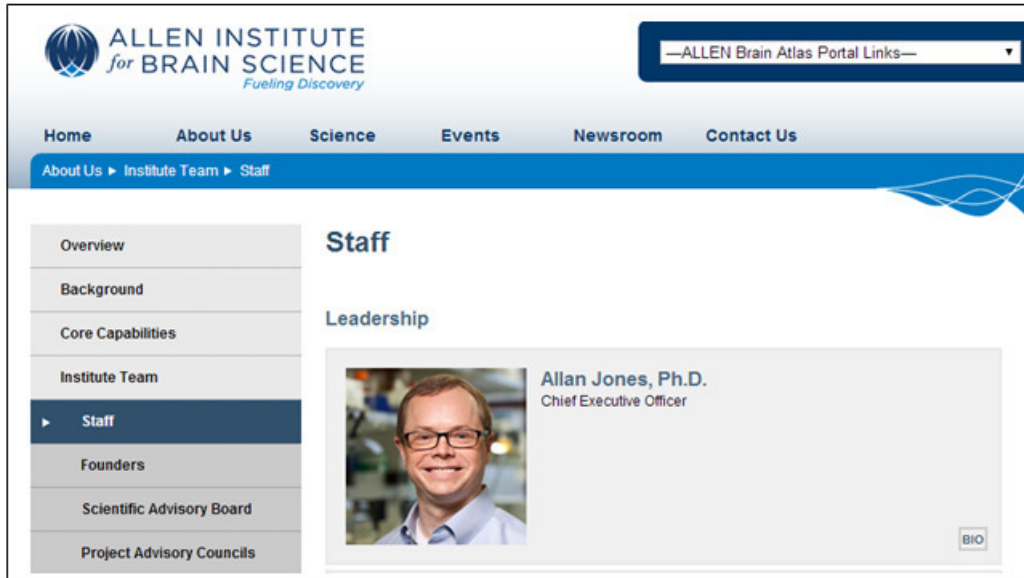 ALLEN INSTITUTE
for BRAIN SCIENCE
Fueling Discovery
—ALLEN Brain Atlas Portal Links—
Home About Us Science Events Newsroom Contact Us
About Us ► Institute Team ► Staff
Overview
Background
Core Capabilities
Institute Team
► Staff
Founders
Scientific Advisory Board
Project Advisory Councils
Staff
Leadership
Allan Jones, Ph.D.
Chief Executive Officer
BIO